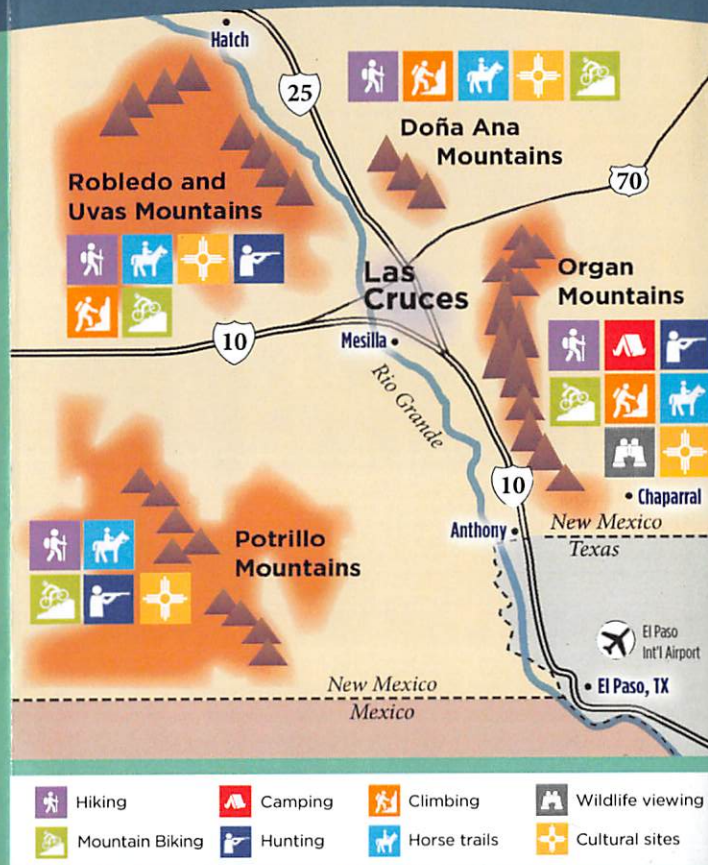 Hatch
25
Doña Ana
Mountains
70
Robledo and
Uvas Mountains
Las
Cruces
Organ
Mountains
10
Mesilla
Rio Grande
10
Chaparral
Anthony
New Mexico
Texas
Potrillo
Mountains
El Paso
Int'l Airport
El Paso, TX
New Mexico
Mexico
Hiking
Camping
Climbing
Wildlife viewing
Mountain Biking
Hunting
Horse trails
Cultural sites